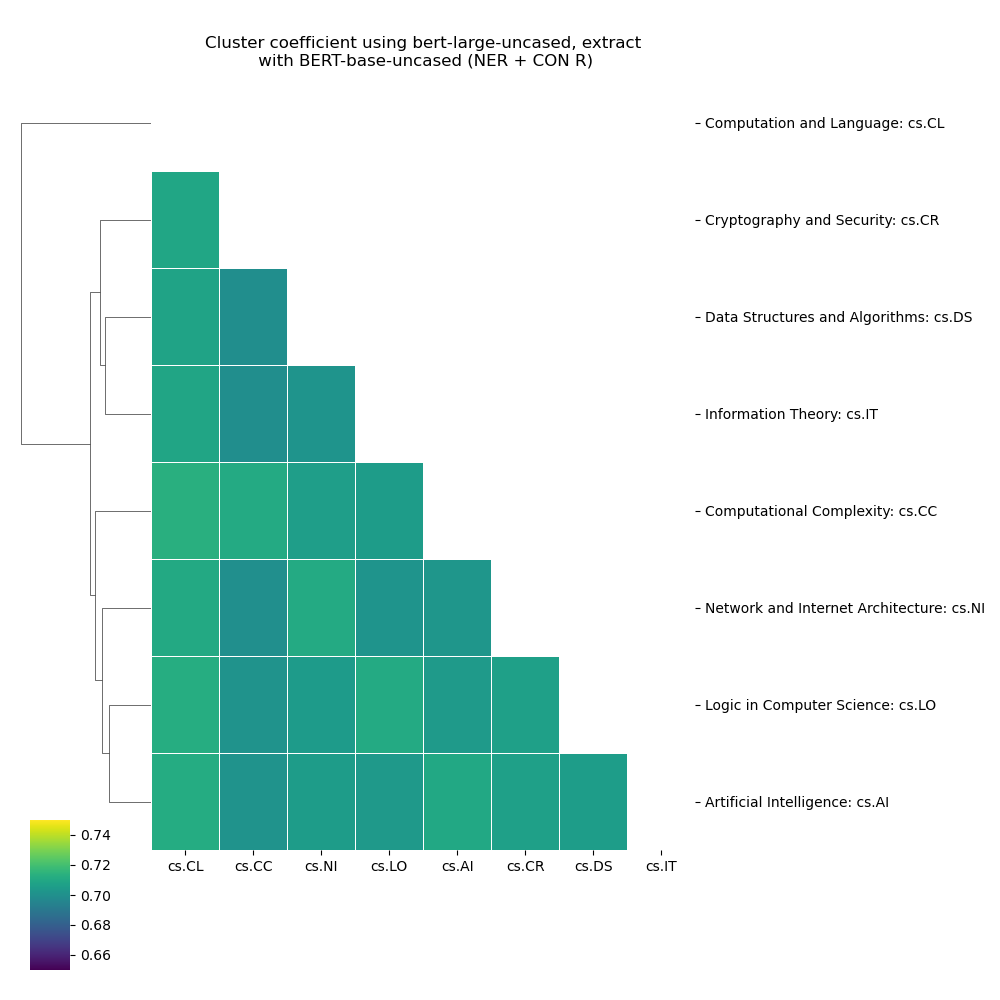 Cluster coefficient using bert-large-uncased, extract
with BERT-base-uncased (NER + CON R)
Computation and Language: cs.CL
Cryptography and Security: cs.CR
Data Structures and Algorithms: cs.DS
Information Theory: cs.IT
Computational Complexity: cs.CC
Network and Internet Architecture: cs.NI
Logic in Computer Science: cs.LO
Artificial Intelligence: cs.AI
0.74
0.72
0.70
0.68
0.66
cs.CL cs.CC cs.NI cs.LO cs.AI cs.CR cs.DS cs.IT